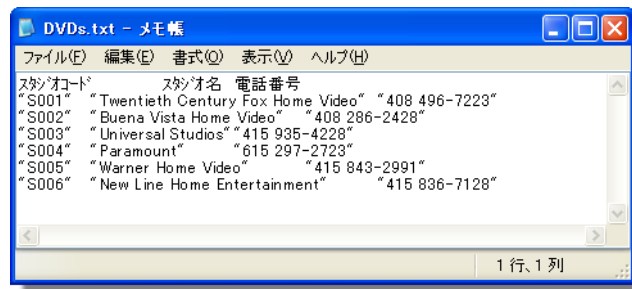 DVDs.txt - メモ帳
ファイル(F) 編集(E) 書式(O) 表示(V) ヘルプ(H)
ｽﾀｼﾞｵｺｰﾄﾞ ｽﾀｼﾞｵ名 電話番号
"S001" "Twentieth Century Fox Home Video" "408 496-7223"
"S002" "Buena Vista Home Video" "408 286-2428"
"S003" "Universal Studios" "415 935-4228"
"S004" "Paramount" "615 297-2723"
"S005" "Warner Home Video" "415 843-2991"
"S006" "New Line Home Entertainment" "415 836-7128"
1 行、1 列